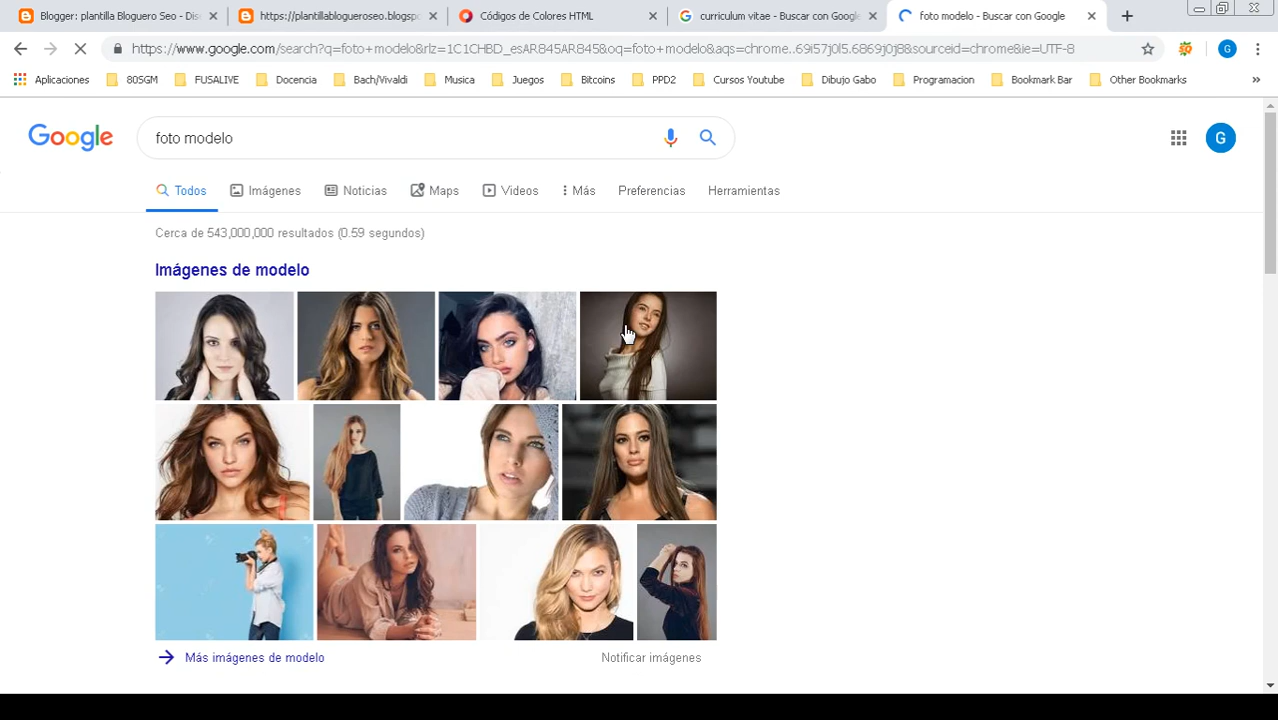 Blogger: plantilla Bloguero Seo - Dis
https://plantillablogueroseo.blogspo
Códigos de Colores HTML
curriculum vitae - Buscar con Google
foto modelo - Buscar con Google
https://www.google.com/search?q=foto+modelo&rlz=1C1CHBD_esAR845AR845&oq=foto+modelo&aqs=chrome..69i57j0l5.6869j0j8&sourceid=chrome&ie=UTF-8
G
Aplicaciones 80SGM FUSALIVE Docencia Bach/Vivaldi Musica Juegos Bitcoins PPD2 Cursos Youtube Dibujo Gabo Programacion Bookmark Bar Other Bookmarks »
Google
foto modelo
G
Todos Imágenes Noticias Maps Videos Más Preferencias Herramientas
Cerca de 543,000,000 resultados (0.59 segundos)
Imágenes de modelo
Más imágenes de modelo
Notificar imágenes